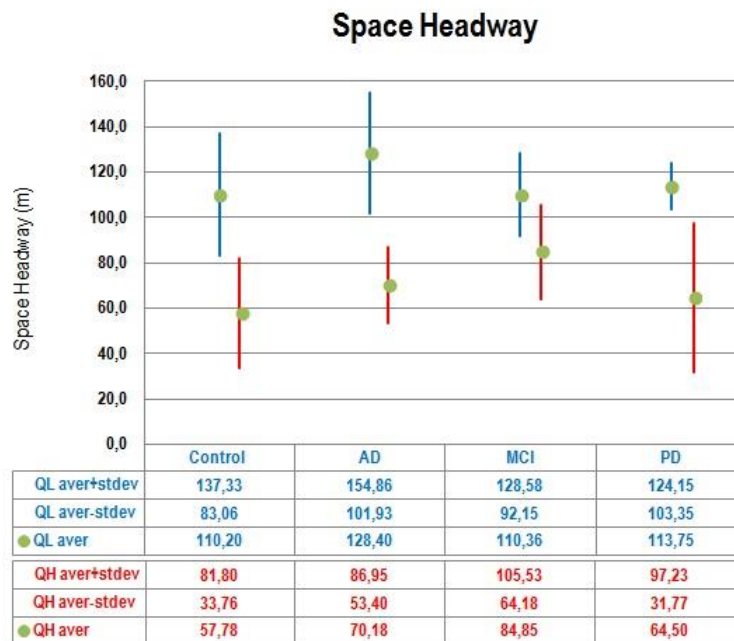 Space Headway
Space Headway (m)
160,0
140,0
120,0
100,0
80,0
60,0
40,0
20,0
0,0
Control AD MCI PD
QL aver+stdev 137,33 154,86 128,58 124,15
QL aver-stdev 83,06 101,93 92,15 103,35
QL aver 110,20 128,40 110,36 113,75
QH aver+stdev 81,80 86,95 105,53 97,23
QH aver-stdev 33,76 53,40 64,18 31,77
QH aver 57,78 70,18 84,85 64,50